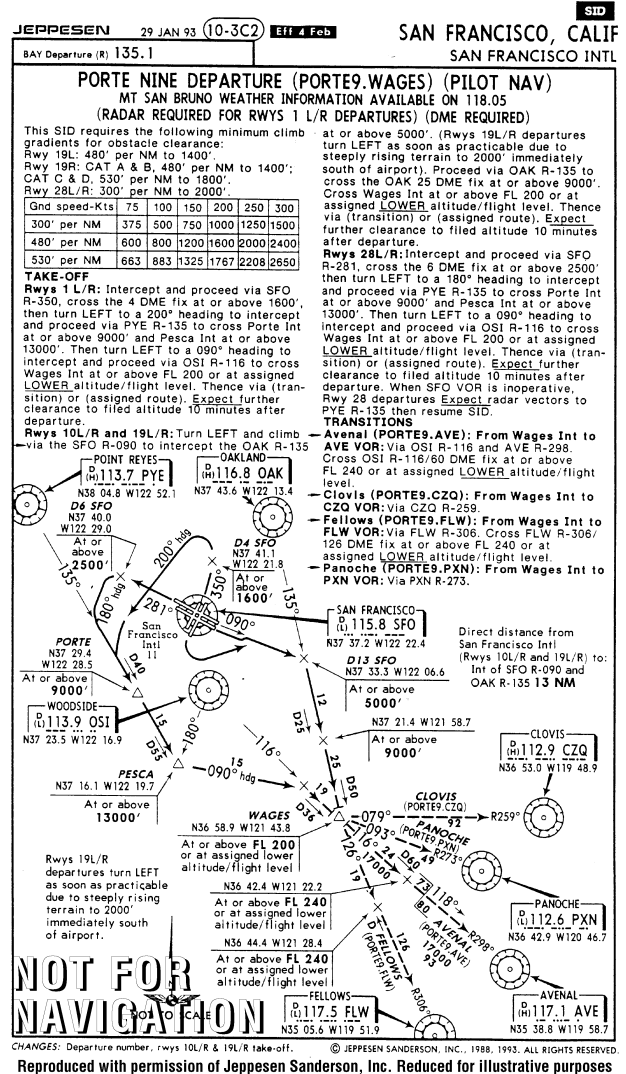 SID
JEPPESEN 29 JAN 93 (10-3C2) Eff 4 Feb
SAN FRANCISCO, CALIF
SAN FRANCISCO INTL
BAY Departure (R) 135.1
PORTE NINE DEPARTURE (PORTE9.WAGES) (PILOT NAV)
MT SAN BRUNO WEATHER INFORMATION AVAILABLE ON 118.05
(RADAR REQUIRED FOR RWYS 1 L/R DEPARTURES) (DME REQUIRED)
This SID requires the following minimum climb
gradients for obstacle clearance:
Rwy 19L: 480' per NM to 1400'.
Rwy 19R: CAT A & B, 480' per NM to 1400';
CAT C & D, 530' per NM to 1800'.
Rwy 28L/R: 300' per NM to 2000'.
Gnd speed-Kts 75 100 150 200 250 300
300' per NM 375 500 750 1000 1250 1500
480' per NM 600 800 1200 1600 2000 2400
530' per NM 663 883 1325 1767 2208 2650
TAKE-OFF
Rwys 1 L/R: Intercept and proceed via SFO
R-350, cross the 4 DME fix at or above 1600',
then turn LEFT to a 200° heading to intercept
and proceed via PYE R-135 to cross Porte Int
at or above 9000' and Pesca Int at or above
13000'. Then turn LEFT to a 090° heading to
intercept and proceed via OSI R-116 to cross
Wages Int at or above FL 200 or at assigned
LOWER altitude/flight level. Thence via (tran-
sition) or (assigned route). Expect further
clearance to filed altitude 10 minutes after
departure.
Rwys 10L/R and 19L/R: Turn LEFT and climb
via the SFO R-090 to intercept the OAK R-135
at or above 5000'. (Rwys 19L/R departures
turn LEFT as soon as practicable due to
steeply rising terrain to 2000' immediately
south of airport). Proceed via OAK R-135 to
cross the OAK 25 DME fix at or above 9000'.
Cross Wages Int at or above FL 200 or at
assigned LOWER altitude/flight level. Thence
via (transition) or (assigned route). Expect
further clearance to filed altitude 10 minutes
after departure.
Rwys 28L/R: Intercept and proceed via SFO
R-281, cross the 6 DME fix at or above 2500'
then turn LEFT to a 180° heading to intercept
and proceed via PYE R-135 to cross Porte Int
at or above 9000' and Pesca Int at or above
13000'. Then turn LEFT to a 090° heading to
intercept and proceed via OSI R-116 to cross
Wages Int at or above FL 200 or at assigned
LOWER altitude/flight level. Thence via (tran-
sition) or (assigned route). Expect further
clearance to filed altitude 10 minutes after
departure. When SFO VOR is inoperative,
Rwy 28 departures Expect radar vectors to
PYE R-135 then resume SID.
TRANSITIONS
Avenal (PORTE9.AVE): From Wages Int to
AVE VOR: Via OSI R-116 and AVE R-298.
Cross OSI R-116/60 DME fix at or above
FL 240 or at assigned LOWER altitude/flight
level.
Clovis (PORTE9.CZQ): From Wages Int to
CZQ VOR: Via CZQ R-259.
Fellows (PORTE9.FLW): From Wages Int to
FLW VOR: Via FLW R-306. Cross FLW R-306/
126 DME fix at or above FL 240 or at
assigned LOWER altitude/flight level.
Panoche (PORTE9.PXN): From Wages Int to
PXN VOR: Via PXN R-273.
POINT REYES
D (H) 113.7 PYE
N38 04.8 W122 52.1
OAKLAND
D (H) 116.8 OAK
N37 43.6 W122 13.4
D6 SFO
N37 40.0
W122 29.0
At or
above
2500'
200° hdg
D4 SFO
N37 41.1
W122 21.8
At or
above
1600'
135°
180° hdg
281°
350°
090°
135°
San
Francisco
Intl
11
SAN FRANCISCO
D (L) 115.8 SFO
N37 37.2 W122 22.4
Direct distance from
San Francisco Intl
(Rwys 10L/R and 19L/R) to:
Int of SFO R-090 and
OAK R-135 13 NM
PORTE
N37 29.4
W122 28.5
At or above
9000'
D40
D13 SFO
N37 33.3 W122 06.6
At or above
5000'
12
WOODSIDE
D (L) 113.9 OSI
N37 23.5 W122 16.9
15
D55
180°
D25
N37 21.4 W121 58.7
At or above
9000'
116°
25
D50
PESCA
N37 16.1 W122 19.7
At or above
13000'
15
090° hdg
19
D36
CLOVIS
D (H) 112.9 CZQ
N36 53.0 W119 48.9
WAGES
N36 58.9 W121 43.8
At or above FL 200
or at assigned lower
altitude/flight level
CLOVIS
(PORTE9.CZQ)
079° 92 R259°
PANOCHE
(PORTE9.PXN)
093° 49 R273°
116° 24 D60
17000
126°
19
Rwys 19L/R
departures turn LEFT
as soon as practicable
due to steeply rising
terrain to 2000'
immediately south
of airport.
N36 42.4 W121 22.2
At or above FL 240
or at assigned lower
altitude/flight level
N36 44.4 W121 28.4
At or above FL 240
or at assigned lower
altitude/flight level
73 118°
80
AVENAL
(PORTE9.AVE)
17000
93
R298°
D 126
FELLOWS
(PORTE9.FLW)
R306°
PANOCHE
D (L) 112.6 PXN
N36 42.9 W120 46.7
FELLOWS
D (L) 117.5 FLW
N35 05.6 W119 51.9
AVENAL
D (H) 117.1 AVE
N35 38.8 W119 58.7
NOT FOR
NAVIGATION
NOT TO SCALE
CHANGES: Departure number, rwys 10L/R & 19L/R take-off.
© JEPPESEN SANDERSON, INC., 1988, 1993. ALL RIGHTS RESERVED.
Reproduced with permission of Jeppesen Sanderson, Inc. Reduced for illustrative purposes